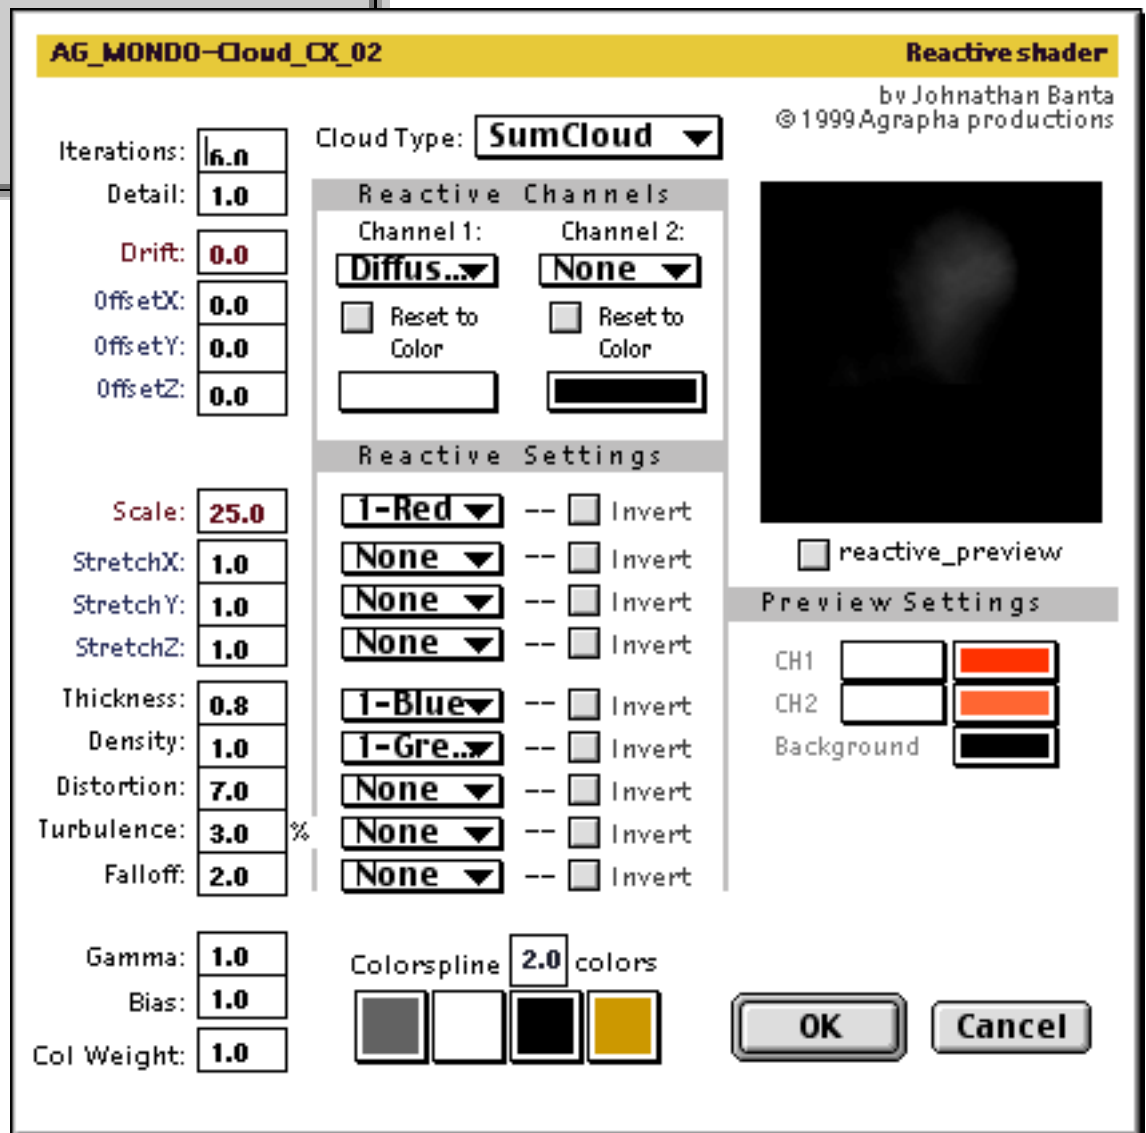 AG_MONDO-Cloud_CX_02 Reactive shader
by Johnathan Banta
©1999 Agrapha productions
Iterations: 6.0 Cloud Type: SumCloud
Detail: 1.0
Reactive Channels
Channel 1: Channel 2:
Drift: 0.0 Diffus... None
OffsetX: 0.0 Reset to Color Reset to Color
OffsetY: 0.0
OffsetZ: 0.0
Reactive Settings
Scale: 25.0 1-Red -- Invert
reactive_preview
StretchX: 1.0 None -- Invert
StretchY: 1.0 None -- Invert
Preview Settings
StretchZ: 1.0 None -- Invert
CH1
Thickness: 0.8 1-Blue -- Invert
CH2
Density: 1.0 1-Gre... -- Invert
Background
Distortion: 7.0 None -- Invert
Turbulence: 3.0 % None -- Invert
Falloff: 2.0 None -- Invert
Gamma: 1.0 Colorspline 2.0 colors
Bias: 1.0
Col Weight: 1.0
OK Cancel